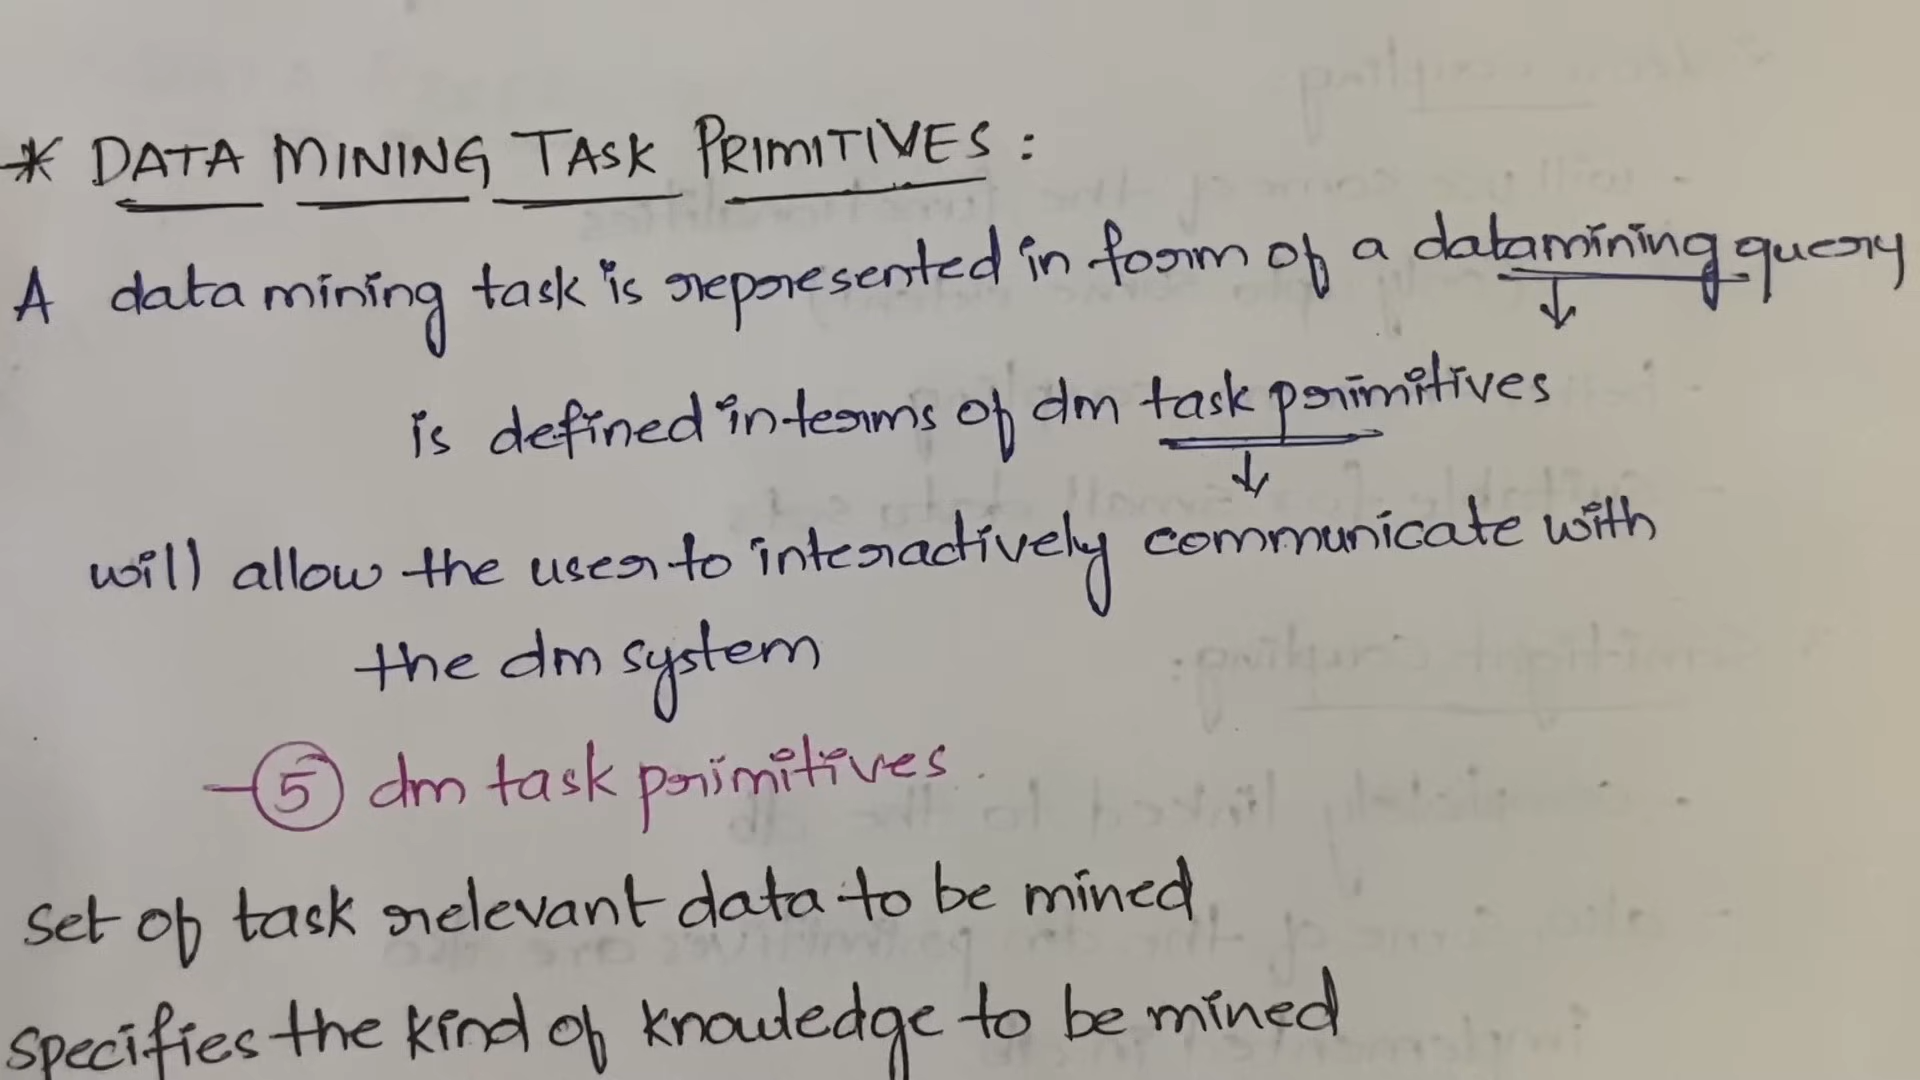 * DATA MINING TASK PRIMITIVES :
A data mining task is represented in form of a datamining query
↓
is defined in terms of dm task primitives
↓
will allow the user to interactively communicate with
the dm system
- 5 dm task primitives.
set of task relevant data to be mined
specifies the kind of knowledge to be mined